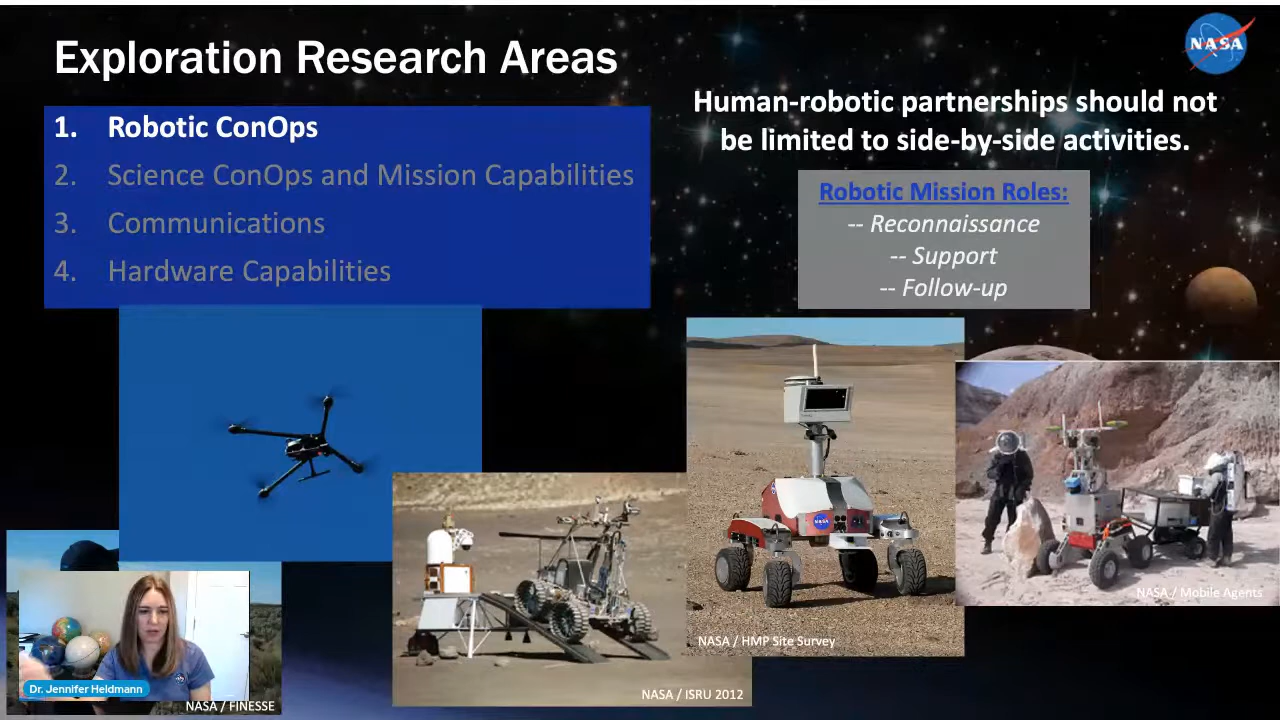 Exploration Research Areas
NASA
1. Robotic ConOps
2. Science ConOps and Mission Capabilities
3. Communications
4. Hardware Capabilities
Human-robotic partnerships should not
be limited to side-by-side activities.
Robotic Mission Roles:
-- Reconnaissance
-- Support
-- Follow-up
NASA
NASA / Mobile Agents
NASA / HMP Site Survey
NASA / ISRU 2012
Dr. Jennifer Heldmann
NASA / FINESSE